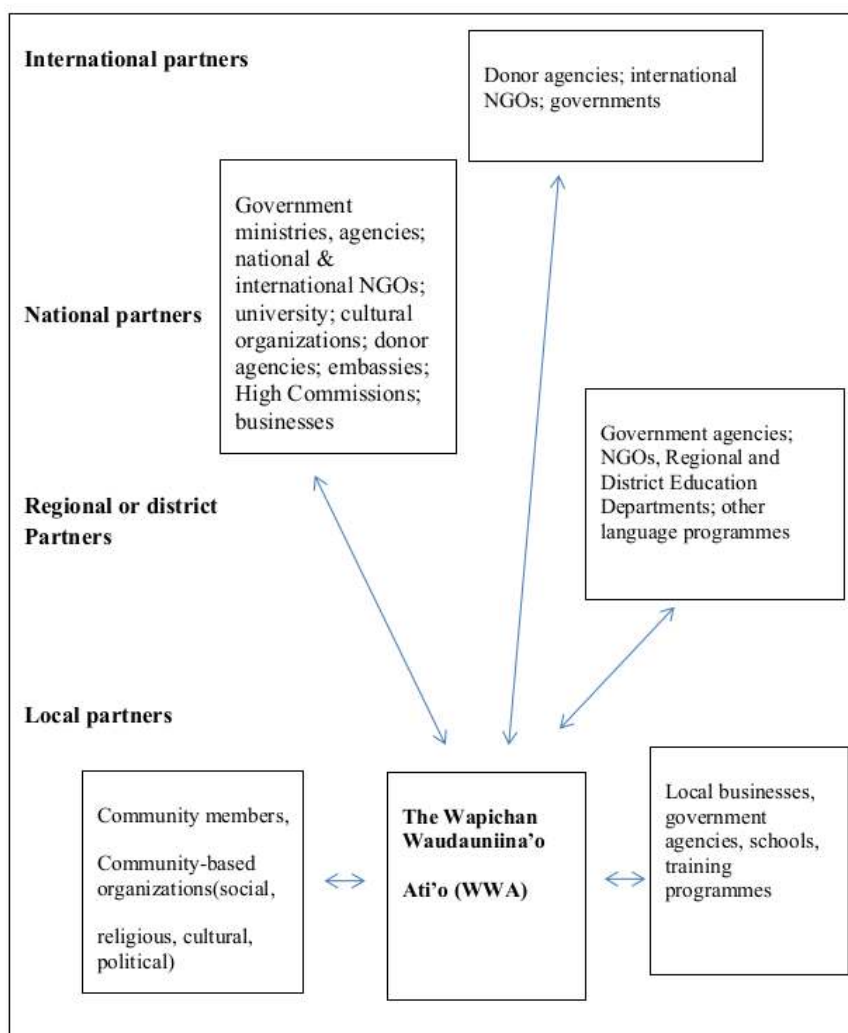 International partners
Donor agencies; international
NGOs; governments
Government
ministries, agencies;
national &
international NGOs;
university; cultural
organizations; donor
agencies; embassies;
High Commissions;
businesses
National partners
Government agencies;
NGOs, Regional and
District Education
Departments; other
language programmes
Regional or district
Partners
Local partners
Community members,
Community-based
organizations(social,
religious, cultural,
political)
The Wapichan
Waudauniina’o
Ati’o (WWA)
Local businesses,
government
agencies, schools,
training
programmes